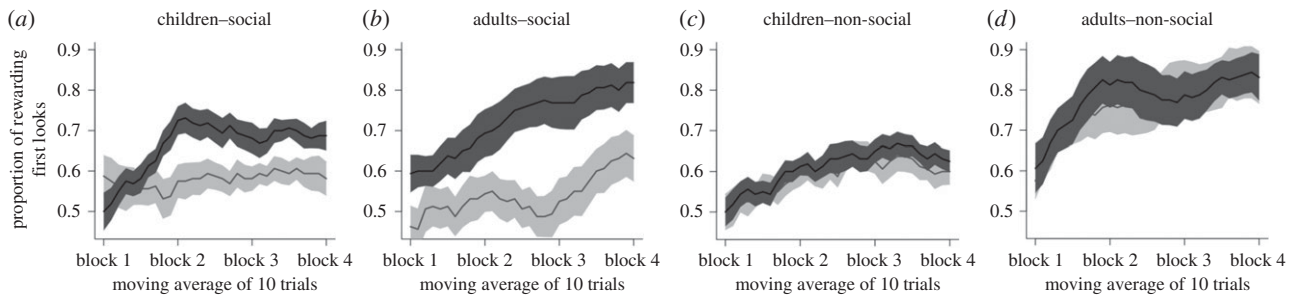 (a) children–social
proportion of rewarding
first looks
0.9
0.8
0.7
0.6
0.5
block 1 block 2 block 3 block 4
moving average of 10 trials
(b) adults–social
0.9
0.8
0.7
0.6
0.5
block 1 block 2 block 3 block 4
moving average of 10 trials
(c) children–non-social
0.9
0.8
0.7
0.6
0.5
block 1 block 2 block 3 block 4
moving average of 10 trials
(d) adults–non-social
0.9
0.8
0.7
0.6
0.5
block 1 block 2 block 3 block 4
moving average of 10 trials